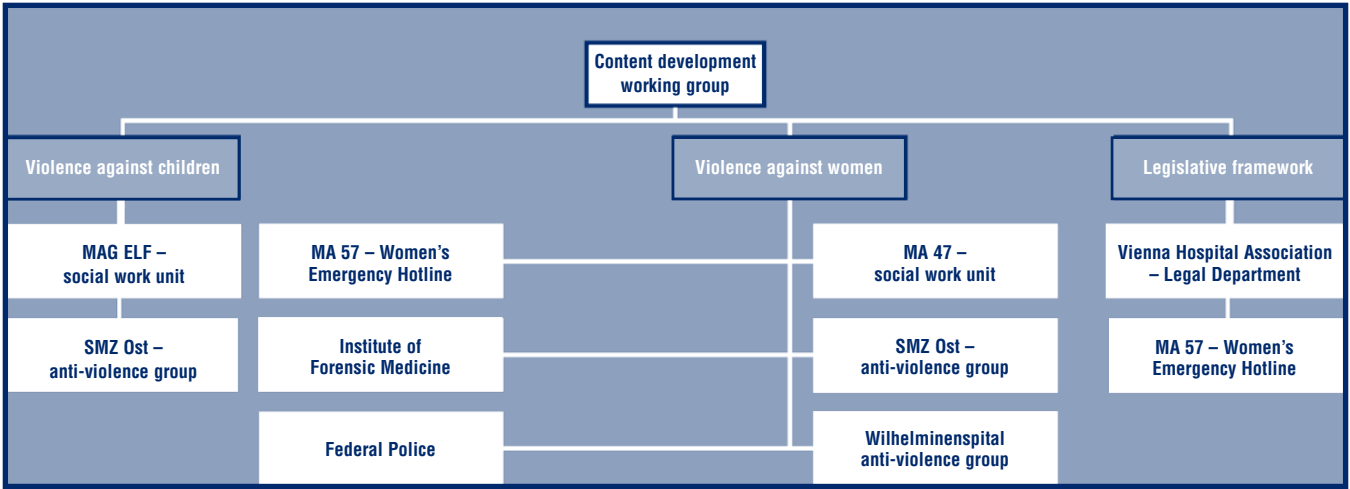 Content development
working group
Violence against children
Violence against women
Legislative framework
MAG ELF –
social work unit
MA 57 – Women’s
Emergency Hotline
MA 47 –
social work unit
Vienna Hospital Association
– Legal Department
SMZ Ost –
anti-violence group
Institute of
Forensic Medicine
SMZ Ost –
anti-violence group
MA 57 – Women’s
Emergency Hotline
Federal Police
Wilhelminenspital
anti-violence group